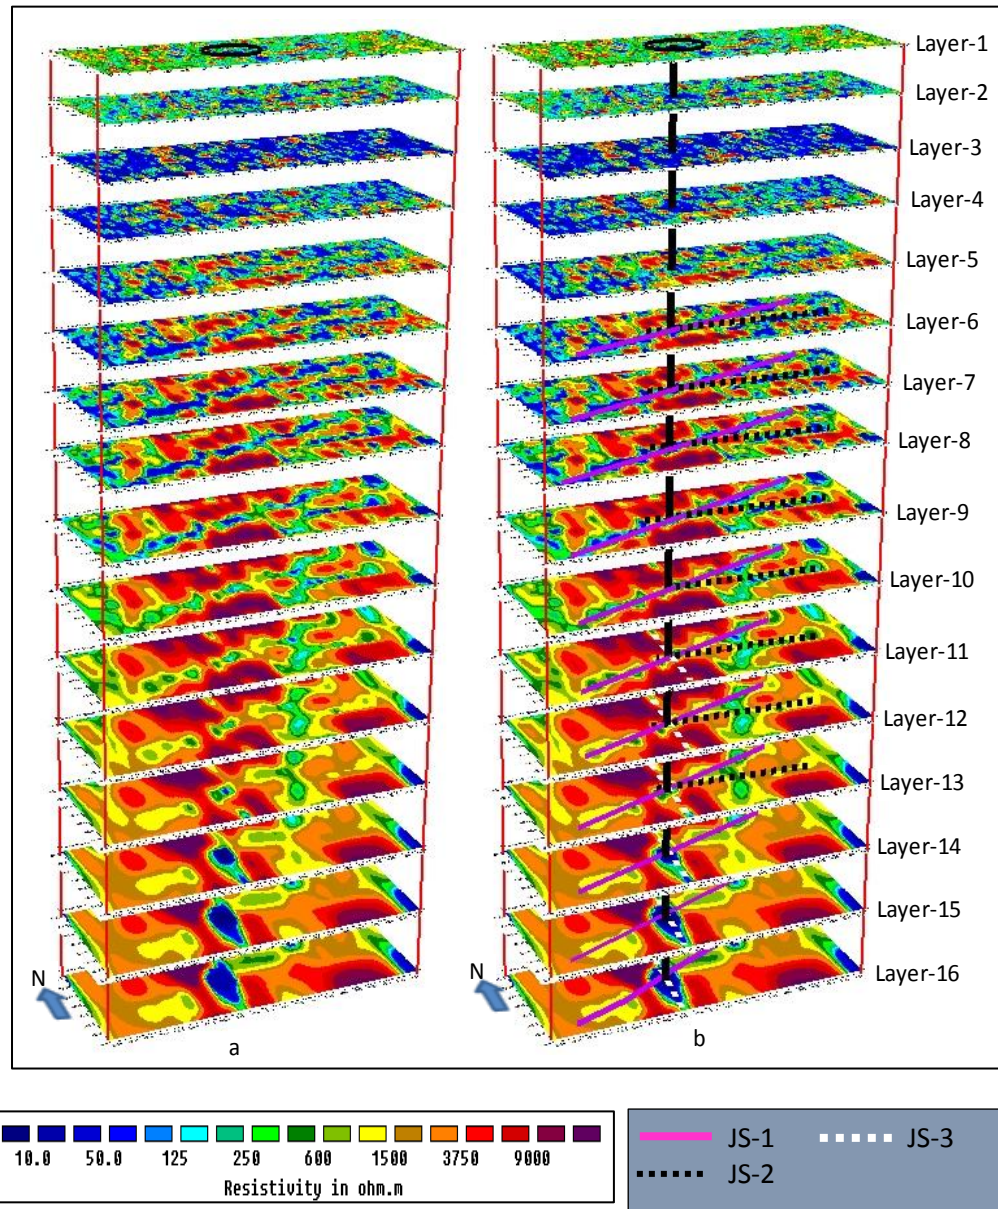 Layer-1
Layer-2
Layer-3
Layer-4
Layer-5
Layer-6
Layer-7
Layer-8
Layer-9
Layer-10
Layer-11
Layer-12
Layer-13
Layer-14
Layer-15
Layer-16
N N
a b
10.0 50.0 125 250 600 1500 3750 9000
Resistivity in ohm.m
JS-1 JS-3
JS-2